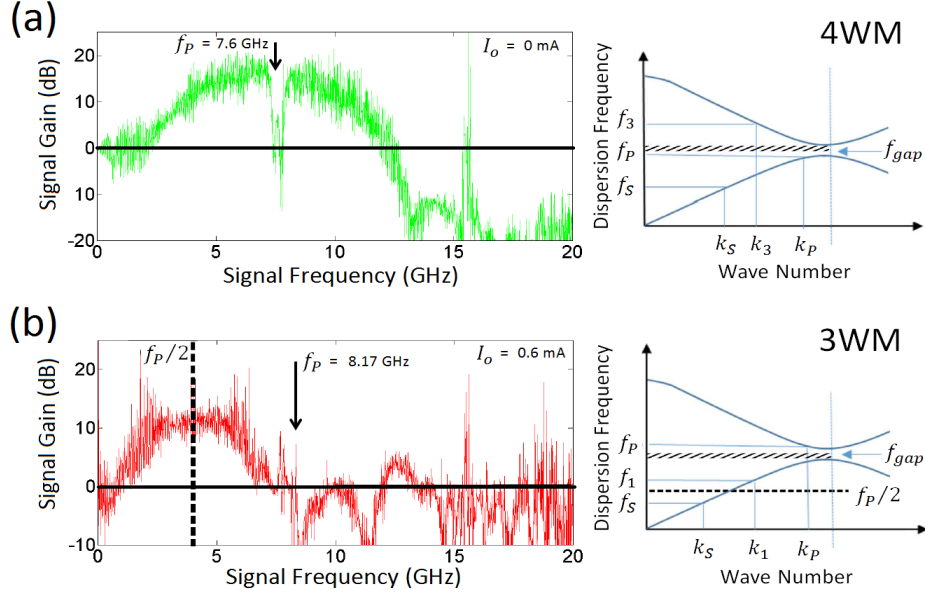 (a)
Signal Gain (dB)
20
10
0
-10
-20
f_P = 7.6 GHz
I_o = 0 mA
0
5
10
15
20
Signal Frequency (GHz)
4WM
Dispersion Frequency
f_3
f_P
f_S
f_gap
k_S
k_3
k_P
Wave Number
(b)
Signal Gain (dB)
20
10
0
-10
f_P/2
f_P = 8.17 GHz
I_o = 0.6 mA
0
5
10
15
20
Signal Frequency (GHz)
3WM
Dispersion Frequency
f_P
f_1
f_S
f_gap
f_P/2
k_S
k_1
k_P
Wave Number